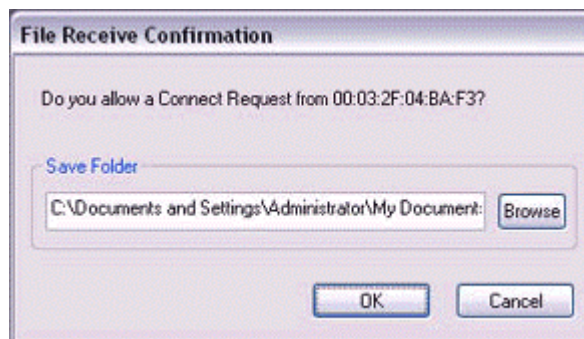 File Receive Confirmation
Do you allow a Connect Request from 00:03:2F:04:BA:F3?
Save Folder
C:\Documents and Settings\Administrator\My Document:
Browse
OK
Cancel